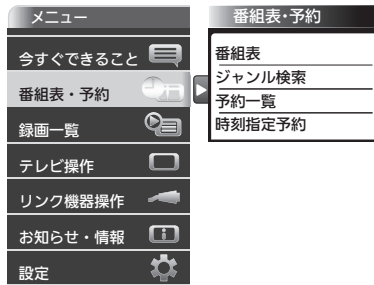 メニュー
今すぐできること
番組表・予約
録画一覧
テレビ操作
リンク機器操作
お知らせ・情報
設定
番組表・予約
番組表
ジャンル検索
予約一覧
時刻指定予約